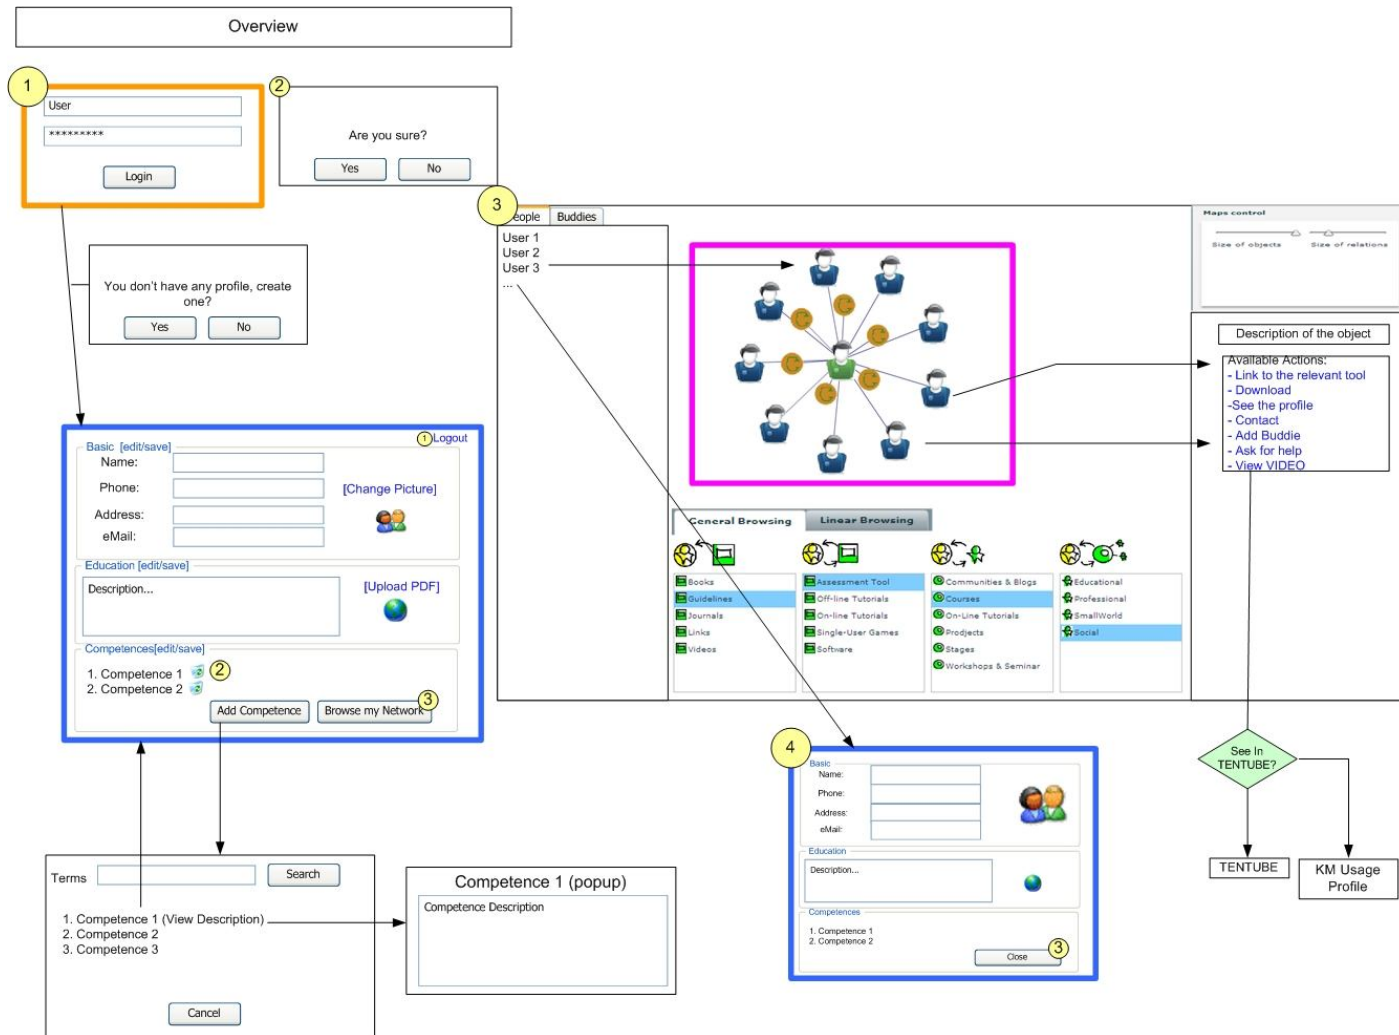 Overview
1
User
*********
Login
2
Are you sure?
Yes No
You don't have any profile, create
one?
Yes No
1 Logout
Basic [edit/save]
Name:
Phone:
[Change Picture]
Address:
eMail:
Education [edit/save]
Description...
[Upload PDF]
Competences[edit/save]
1. Competence 1 2
2. Competence 2
Add Competence Browse my Network 3
Terms Search
1. Competence 1 (View Description)
2. Competence 2
3. Competence 3
Cancel
Competence 1 (popup)
Competence Description
3
eople Buddies
User 1
User 2
User 3
...
Maps control
Size of objects Size of relations
Description of the object
Available Actions:
- Link to the relevant tool
- Download
-See the profile
- Contact
- Add Buddie
- Ask for help
- View VIDEO
General Browsing Linear Browsing
Books
Guidelines
Journals
Links
Videos
Assessment Tool
Off-line Tutorials
On-line Tutorials
Single-User Games
Software
Communities & Blogs
Courses
On-Line Tutorials
Prodjects
Stages
Workshops & Seminar
Educational
Professional
SmallWorld
Social
4
Basic
Name:
Phone:
Address:
eMail:
Education
Description...
Competences
1. Competence 1
2. Competence 2
Close 3
See In
TENTUBE?
TENTUBE
KM Usage
Profile